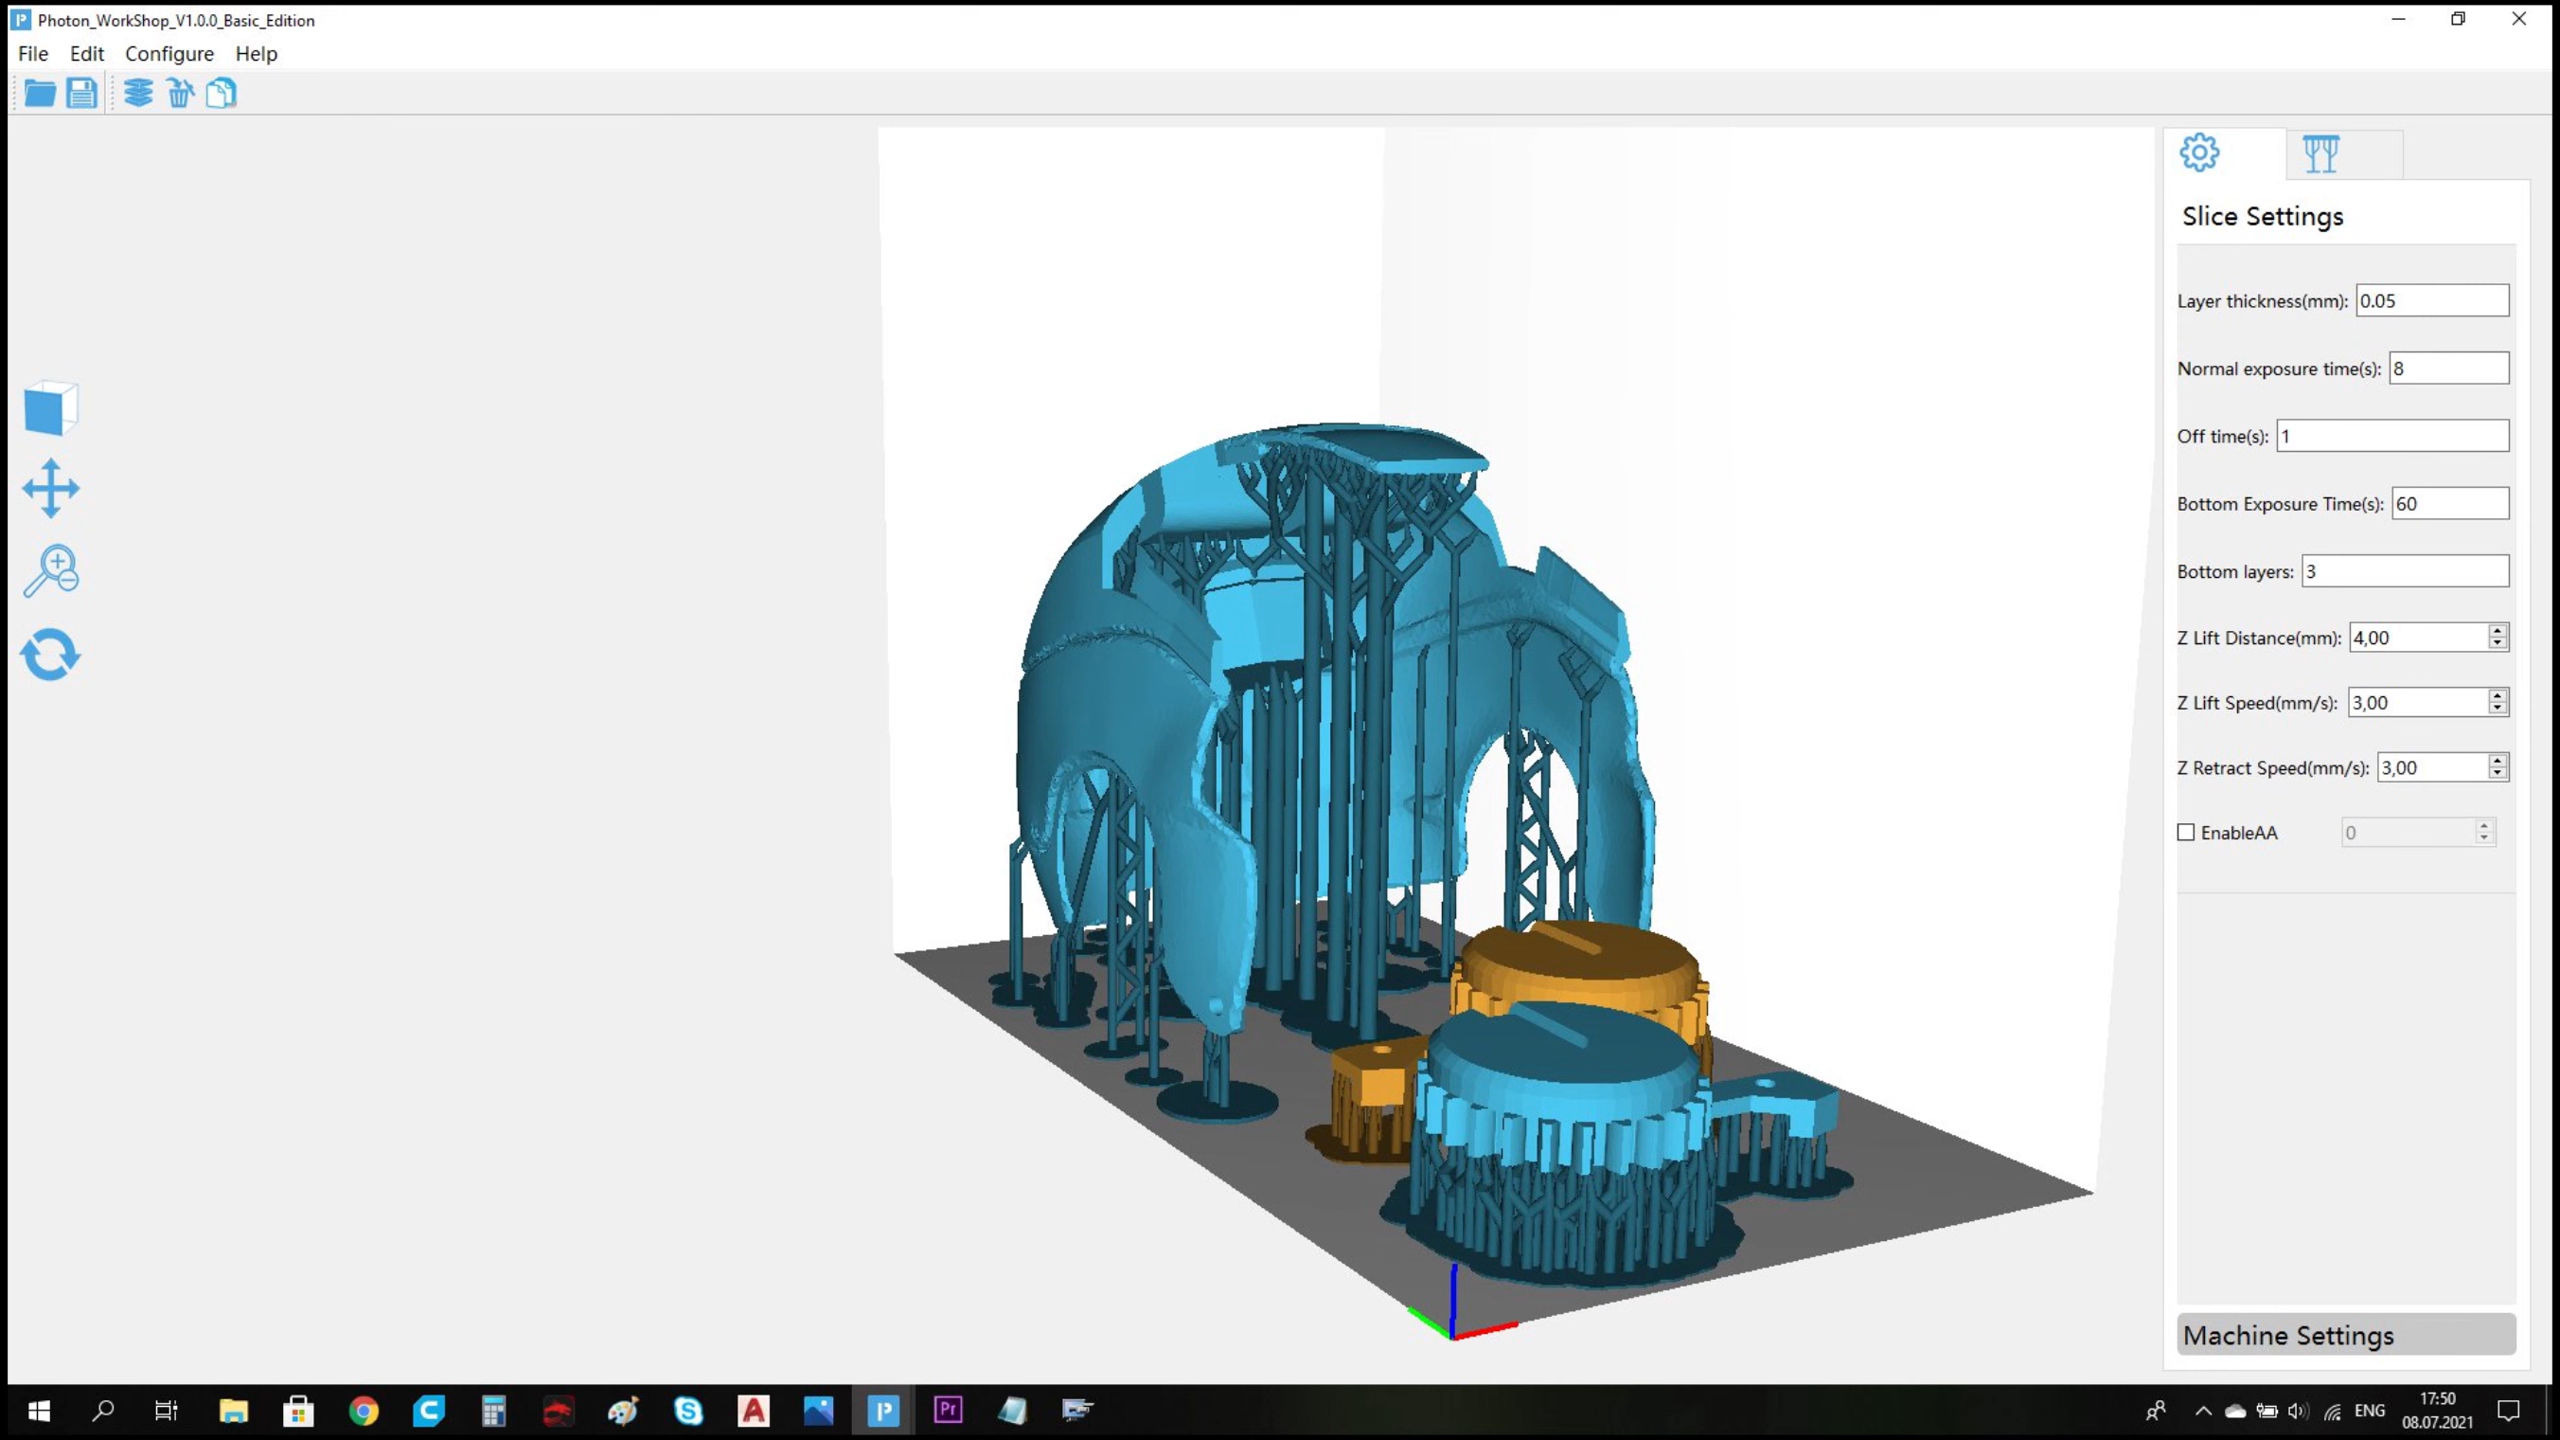 Photon_WorkShop_V1.0.0_Basic_Edition
File Edit Configure Help
Slice Settings
Layer thickness(mm): 0.05
Normal exposure time(s): 8
Off time(s): 1
Bottom Exposure Time(s): 60
Bottom layers: 3
Z Lift Distance(mm): 4,00
Z Lift Speed(mm/s): 3,00
Z Retract Speed(mm/s): 3,00
EnableAA 0
Machine Settings
P
Pr
ENG
17:50
08.07.2021